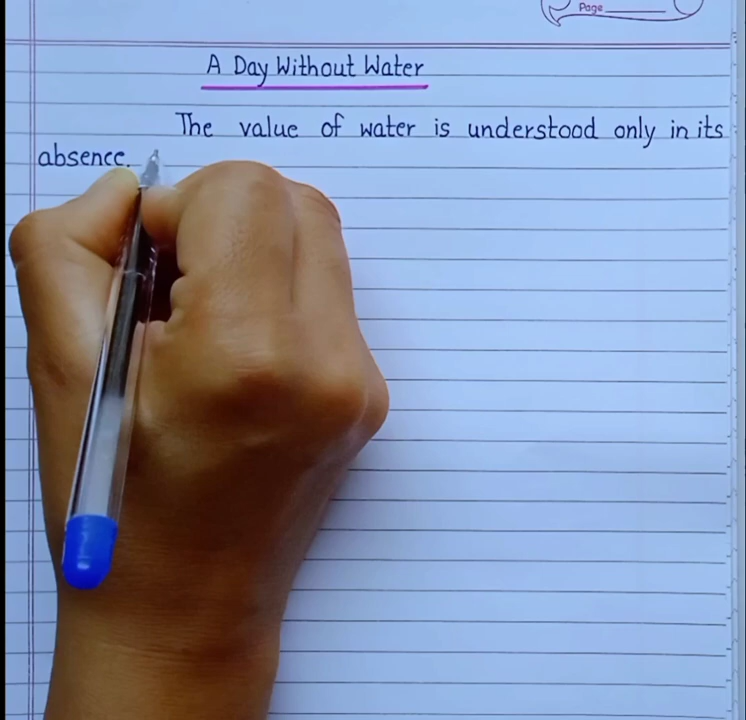 Page
A Day Without Water
The value of water is understood only in its
absence.